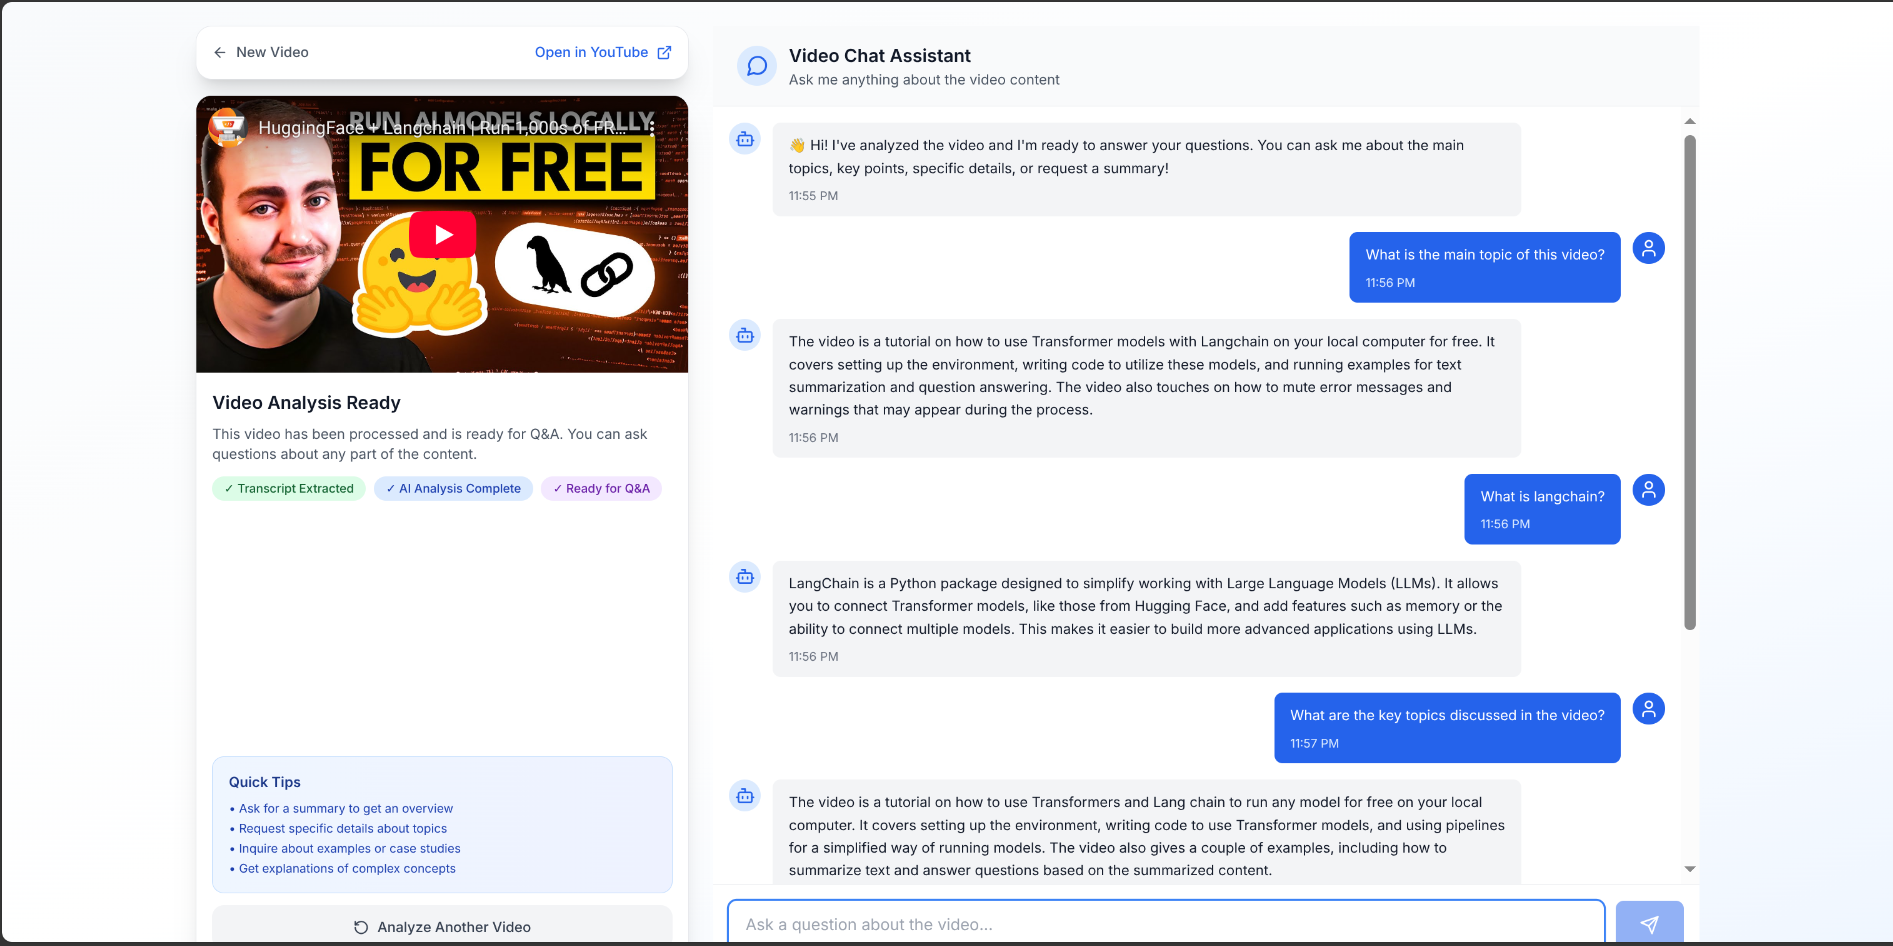 New Video
Open in YouTube
RUN AI MODELS LOCALLY
HuggingFace + Langchain | Run 1,000s of FR...
FOR FREE
Video Analysis Ready
This video has been processed and is ready for Q&A. You can ask
questions about any part of the content.
✓ Transcript Extracted
✓ AI Analysis Complete
✓ Ready for Q&A
Quick Tips
• Ask for a summary to get an overview
• Request specific details about topics
• Inquire about examples or case studies
• Get explanations of complex concepts
Analyze Another Video
Video Chat Assistant
Ask me anything about the video content
👋 Hi! I've analyzed the video and I'm ready to answer your questions. You can ask me about the main
topics, key points, specific details, or request a summary!
11:55 PM
What is the main topic of this video?
11:56 PM
The video is a tutorial on how to use Transformer models with Langchain on your local computer for free. It
covers setting up the environment, writing code to utilize these models, and running examples for text
summarization and question answering. The video also touches on how to mute error messages and
warnings that may appear during the process.
11:56 PM
What is langchain?
11:56 PM
LangChain is a Python package designed to simplify working with Large Language Models (LLMs). It allows
you to connect Transformer models, like those from Hugging Face, and add features such as memory or the
ability to connect multiple models. This makes it easier to build more advanced applications using LLMs.
11:56 PM
What are the key topics discussed in the video?
11:57 PM
The video is a tutorial on how to use Transformers and Lang chain to run any model for free on your local
computer. It covers setting up the environment, writing code to use Transformer models, and using pipelines
for a simplified way of running models. The video also gives a couple of examples, including how to
summarize text and answer questions based on the summarized content.
Ask a question about the video...